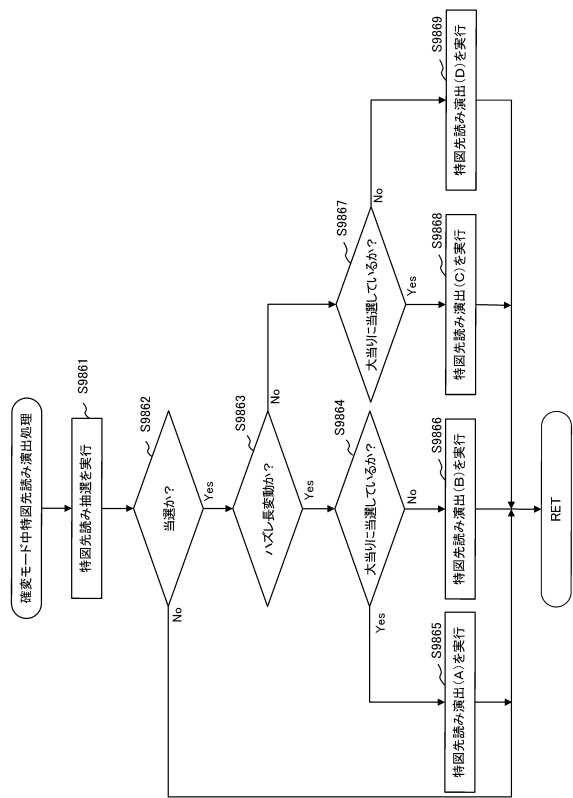 確変モード中特図先読み演出処理
S9861
特図先読み抽選を実行
S9862
当選か？
Yes
No
S9863
ハズレ長変動か？
Yes
No
S9864
大当りに当選しているか？
Yes
No
S9867
大当りに当選しているか？
Yes
No
S9865
特図先読み演出(A)を実行
S9866
特図先読み演出(B)を実行
S9868
特図先読み演出(C)を実行
S9869
特図先読み演出(D)を実行
RET